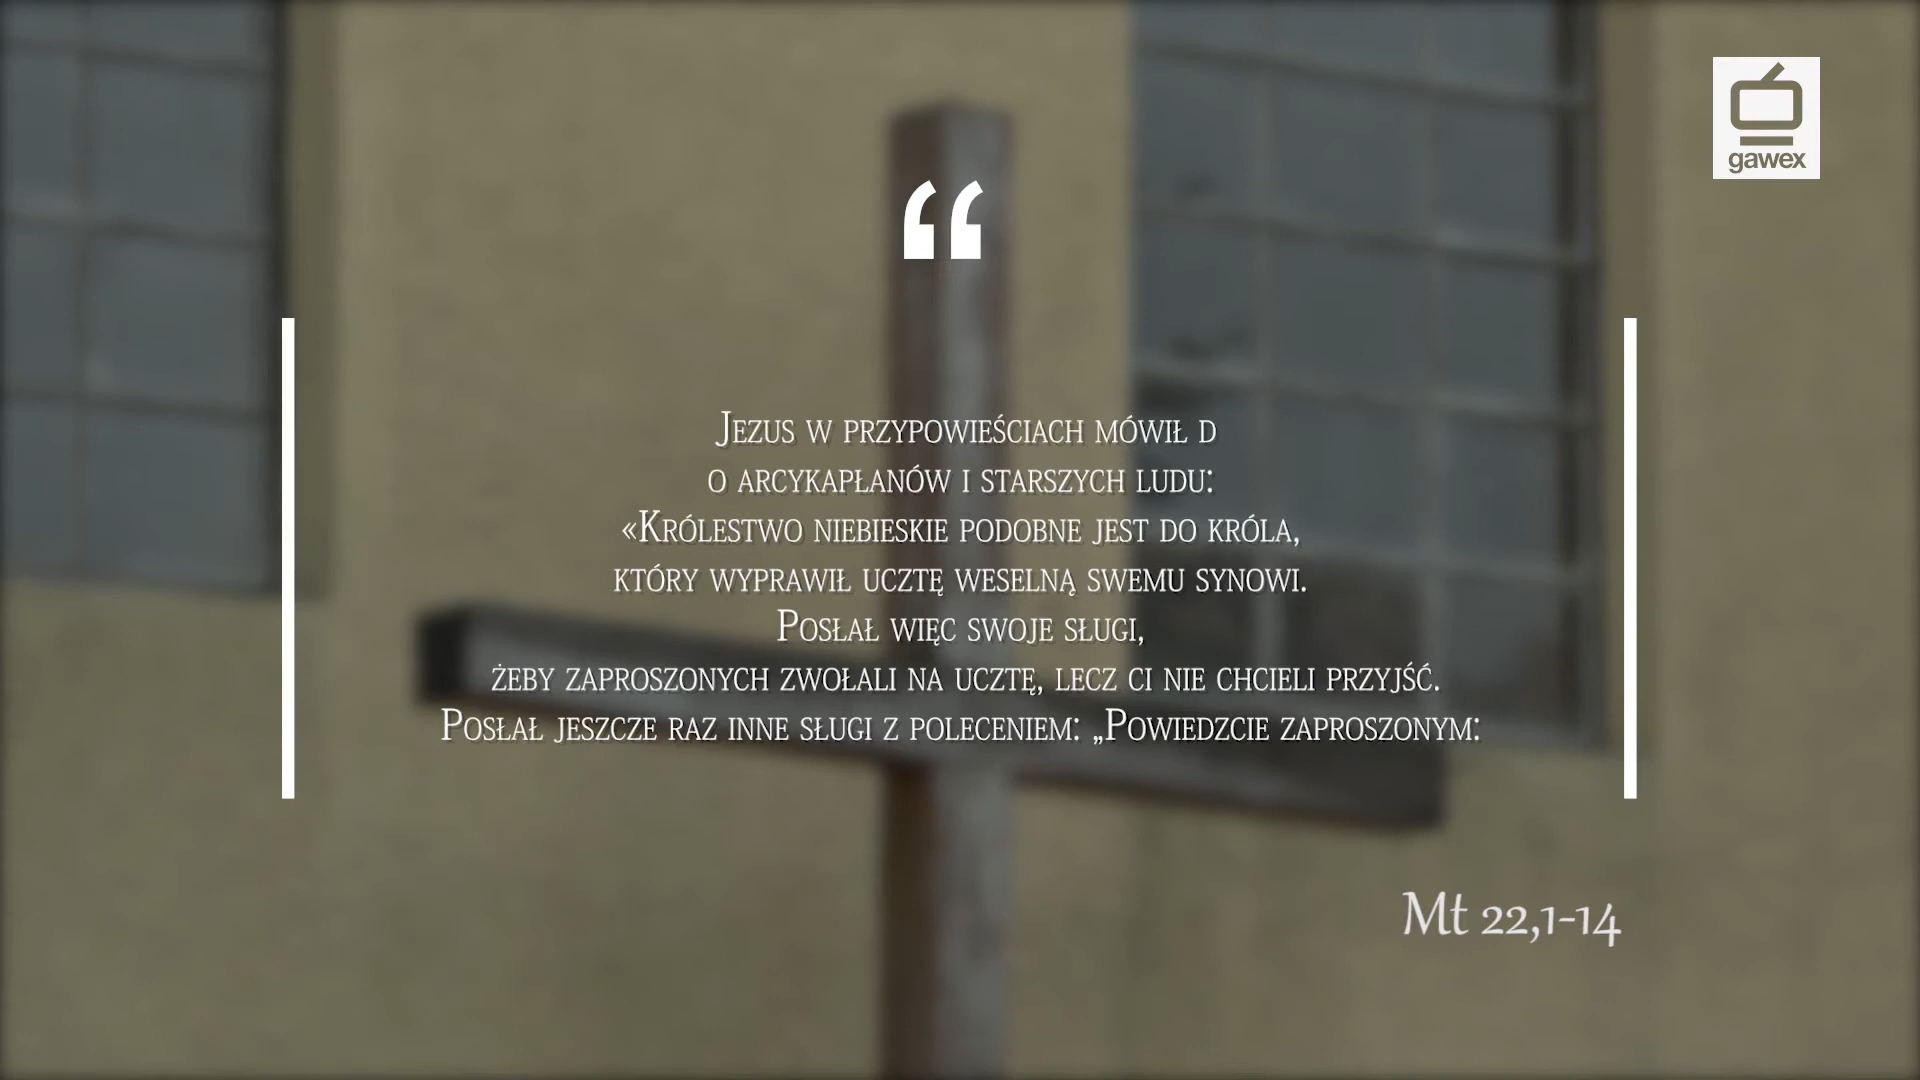 gawex
“
Jezus w przypowieściach mówił d
o arcykapłanów i starszych ludu:
«Królestwo niebieskie podobne jest do króla,
który wyprawił ucztę weselną swemu synowi.
Posłał więc swoje sługi,
żeby zaproszonych zwołali na ucztę, lecz ci nie chcieli przyjść.
Posłał jeszcze raz inne sługi z poleceniem: „Powiedzcie zaproszonym:
Mt 22,1-14